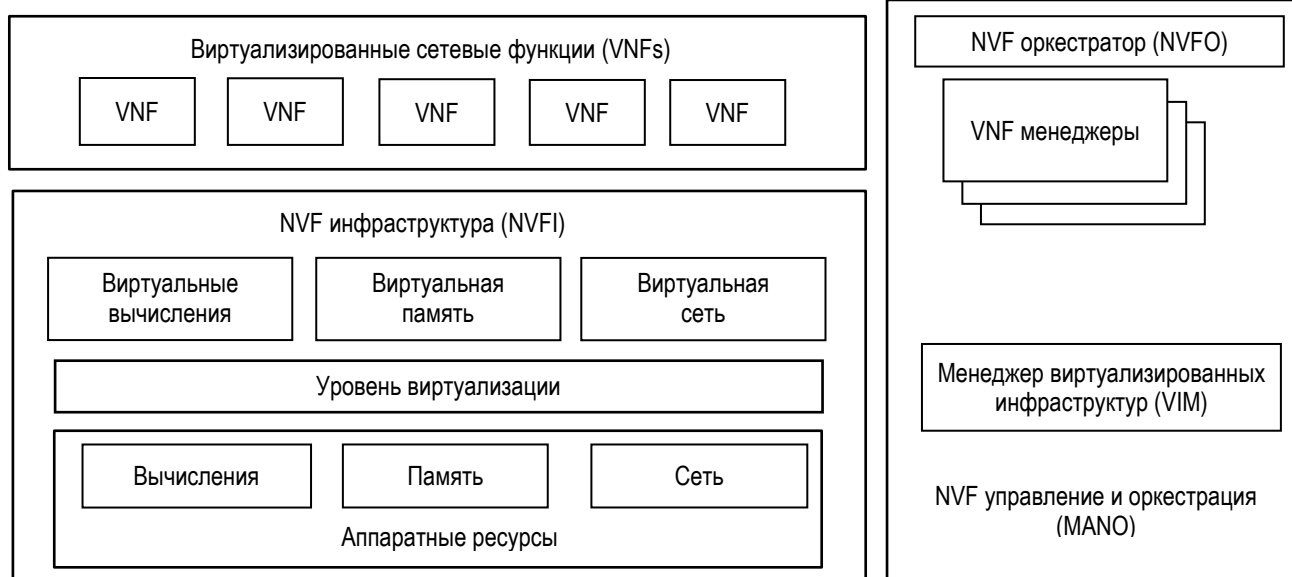 Виртуализированные сетевые функции (VNFs)
VNF
VNF
VNF
VNF
VNF
NVF инфраструктура (NVFI)
Виртуальные
вычисления
Виртуальная
память
Виртуальная
сеть
Уровень виртуализации
Вычисления
Память
Сеть
Аппаратные ресурсы
NVF оркестратор (NVFO)
VNF менеджеры
Менеджер виртуализированных
инфраструктур (VIM)
NVF управление и оркестрация
(MANO)